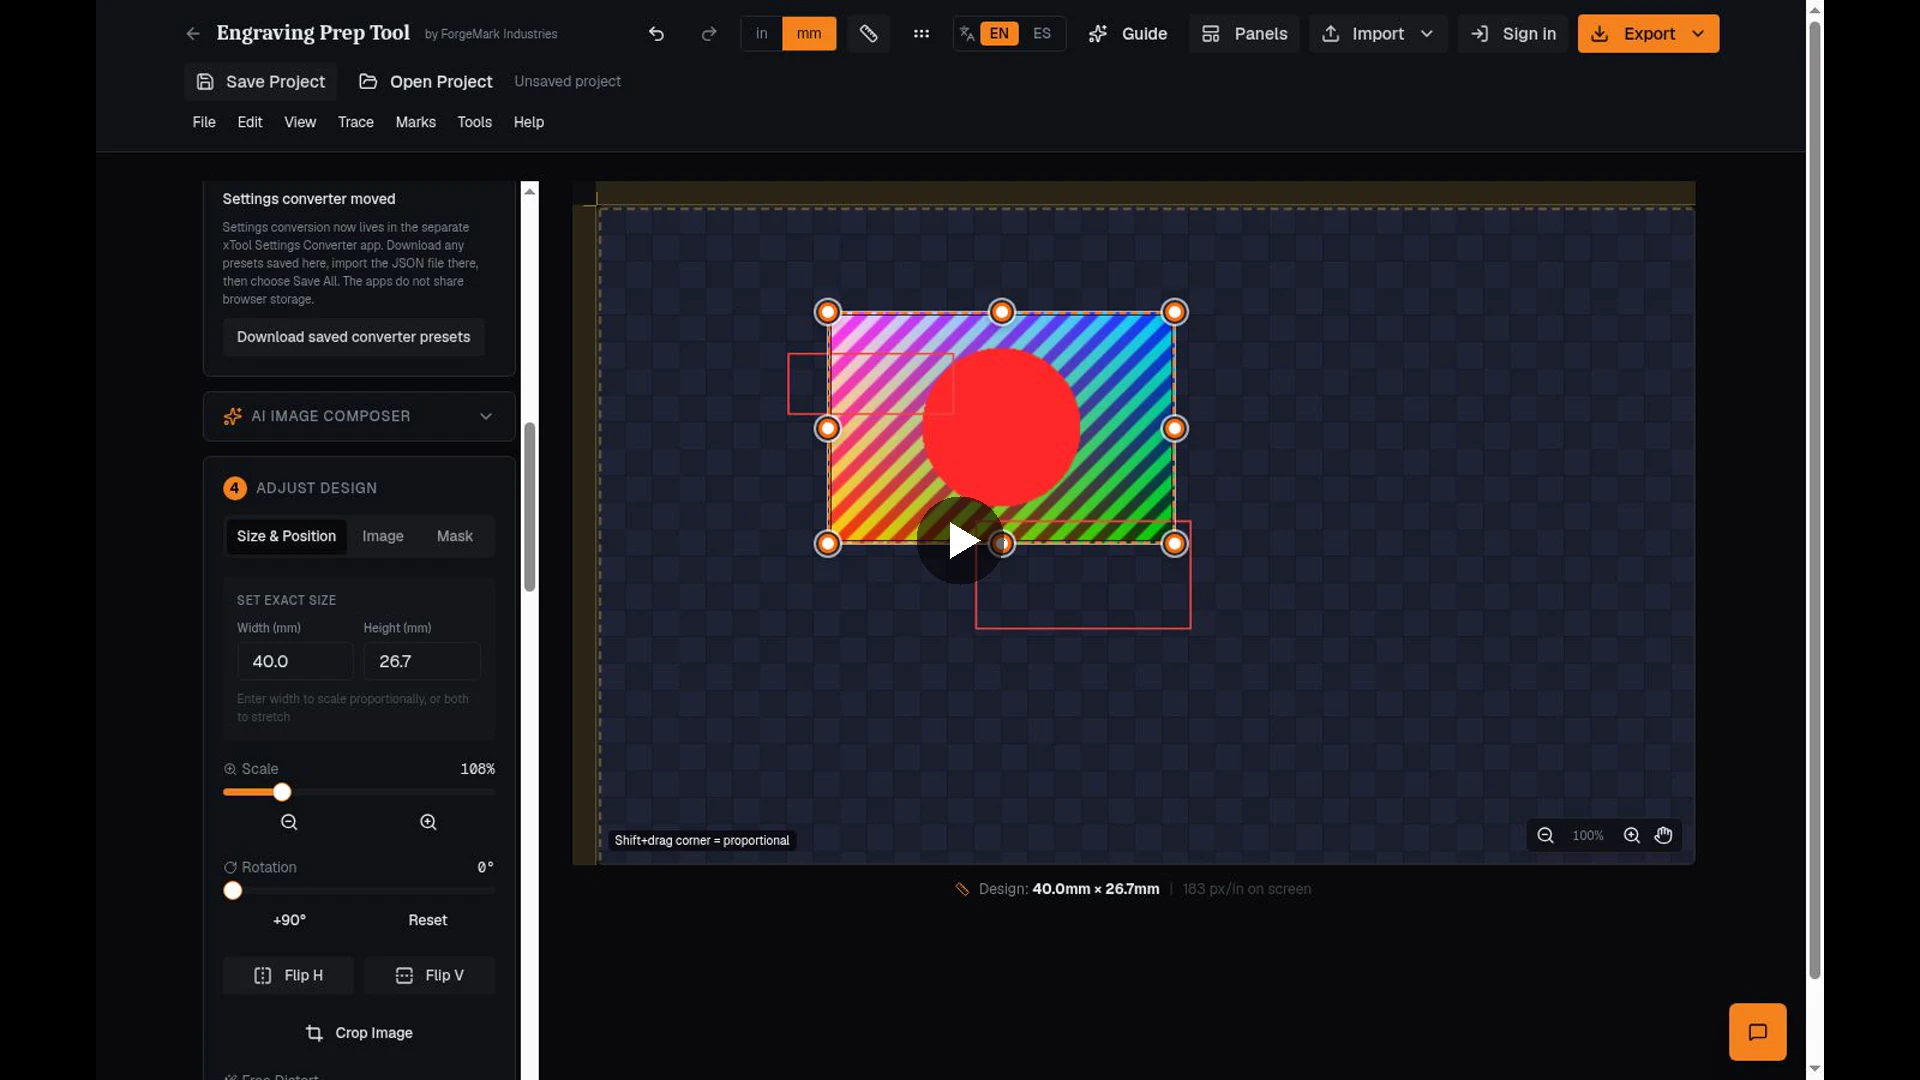 Engraving Prep Tool by ForgeMark Industries in mm EN ES Guide Panels Import Sign in Export
Save Project Open Project Unsaved project
File Edit View Trace Marks Tools Help
Settings converter moved
Settings conversion now lives in the separate
xTool Settings Converter app. Download any
presets saved here, import the JSON file there,
then choose Save All. The apps do not share
browser storage.
Download saved converter presets
AI IMAGE COMPOSER
4 ADJUST DESIGN
Size & Position Image Mask
SET EXACT SIZE
Width (mm) Height (mm)
40.0 26.7
Enter width to scale proportionally, or both
to stretch
Scale 108%
Rotation 0°
+90° Reset
Flip H Flip V
Crop Image
Free Distort
Shift+drag corner = proportional
100%
Design: 40.0mm × 26.7mm | 183 px/in on screen